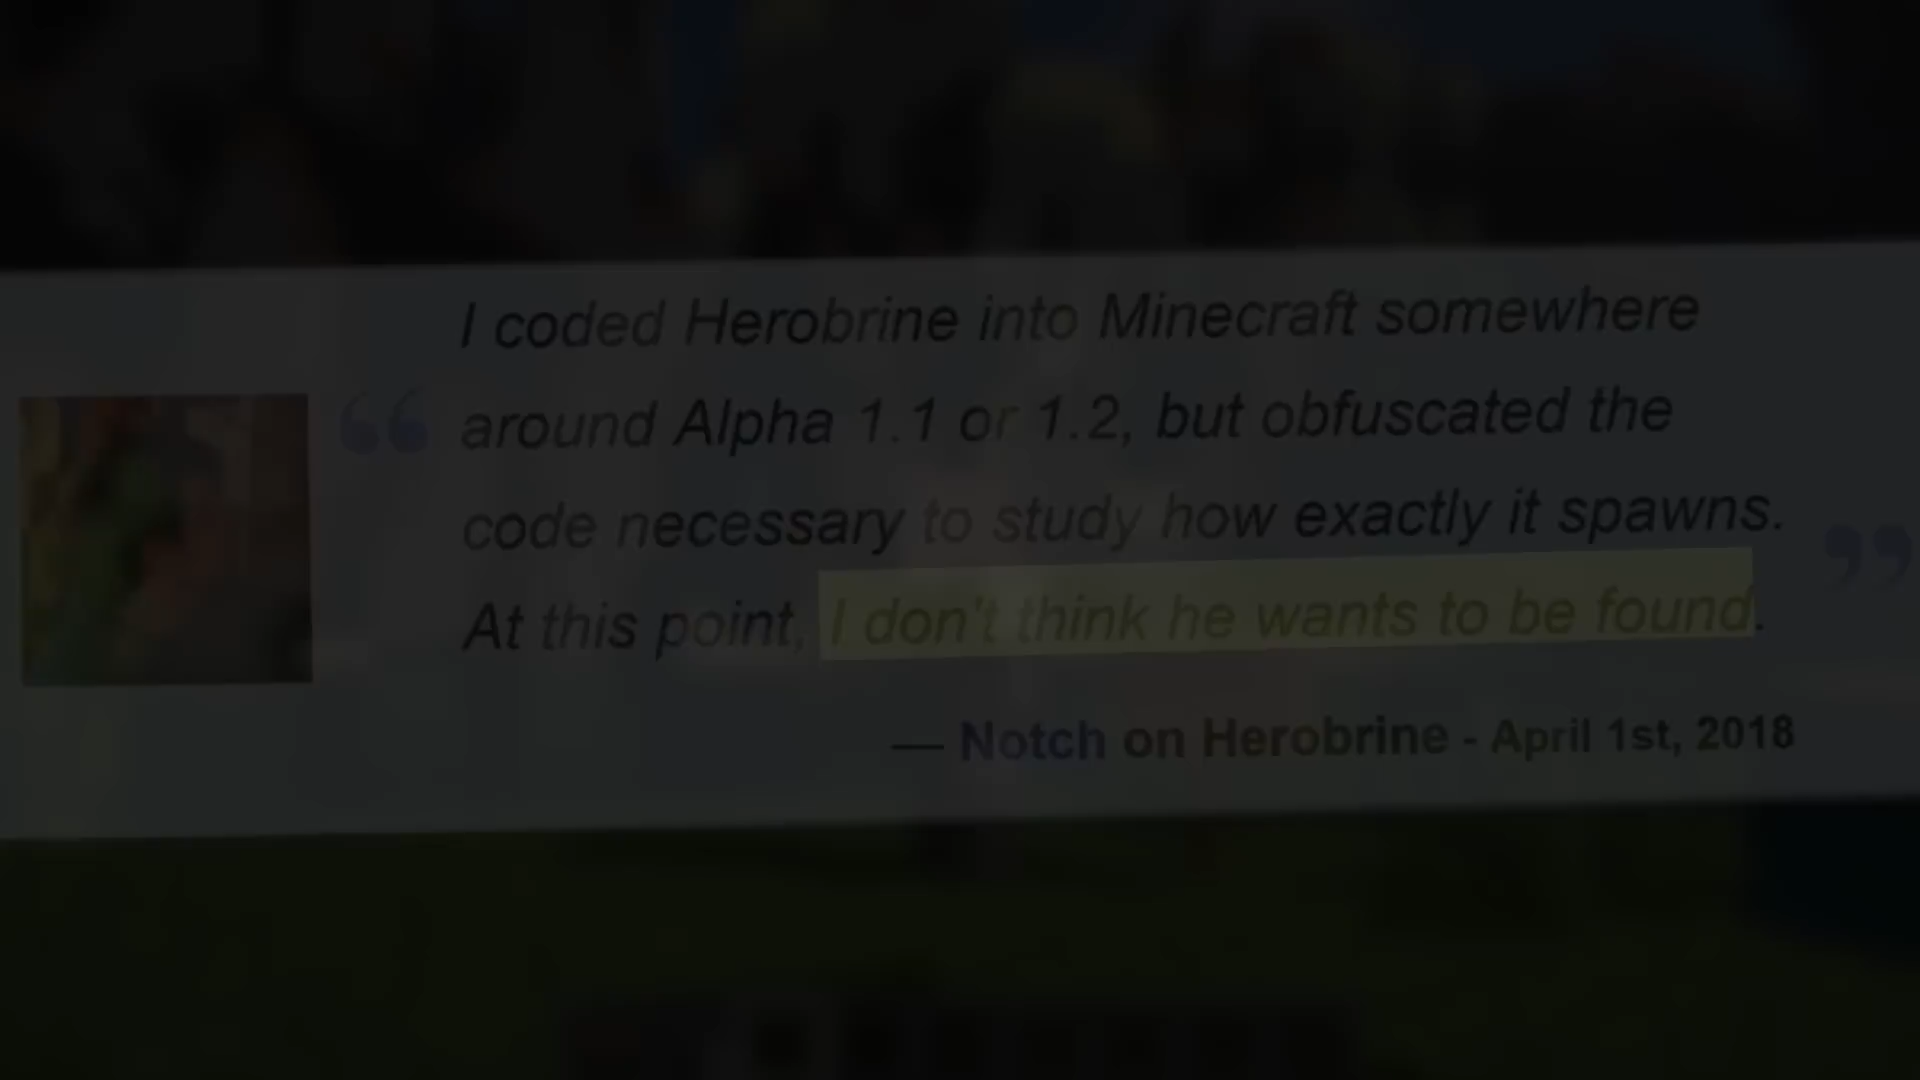 I coded Herobrine into Minecraft somewhere
around Alpha 1.1 or 1.2, but obfuscated the
code necessary to study how exactly it spawns.
At this point, I don't think he wants to be found.
— Notch on Herobrine - April 1st, 2018